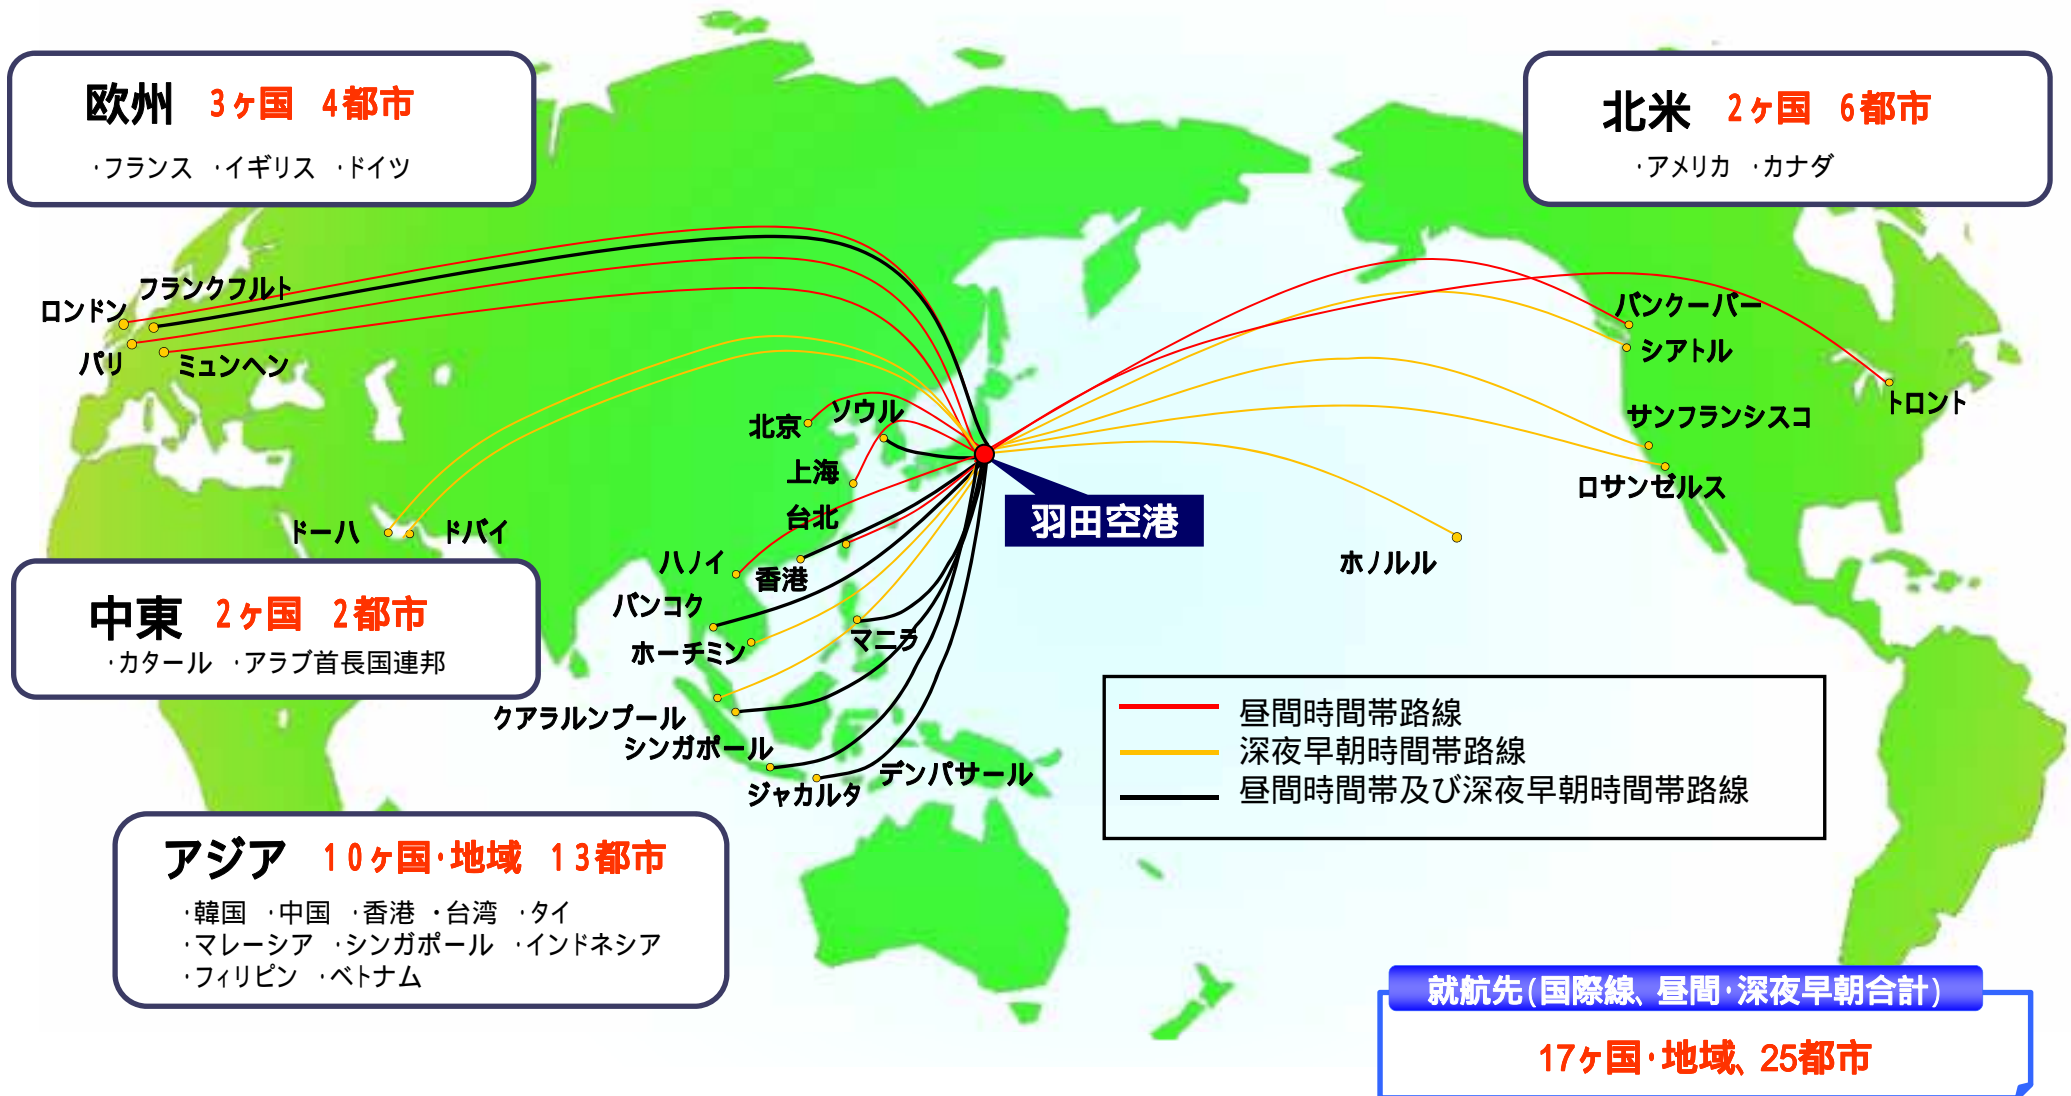 欧州 3ヶ国 4都市
・フランス ・イギリス ・ドイツ
北米 2ヶ国 6都市
・アメリカ ・カナダ
フランクフルト
ロンドン
パリ
ミュンヘン
バンクーバー
シアトル
トロント
サンフランシスコ
ロサンゼルス
ホノルル
北京
ソウル
上海
台北
羽田空港
ドーハ
ドバイ
ハノイ
香港
バンコク
ホーチミン
マニラ
クアラルンプール
シンガポール
ジャカルタ
デンパサール
中東 2ヶ国 2都市
・カタール ・アラブ首長国連邦
昼間時間帯路線
深夜早朝時間帯路線
昼間時間帯及び深夜早朝時間帯路線
アジア 10ヶ国・地域 13都市
・韓国 ・中国 ・香港 ・台湾 ・タイ
・マレーシア ・シンガポール ・インドネシア
・フィリピン ・ベトナム
就航先(国際線、昼間・深夜早朝合計)
17ヶ国・地域、25都市